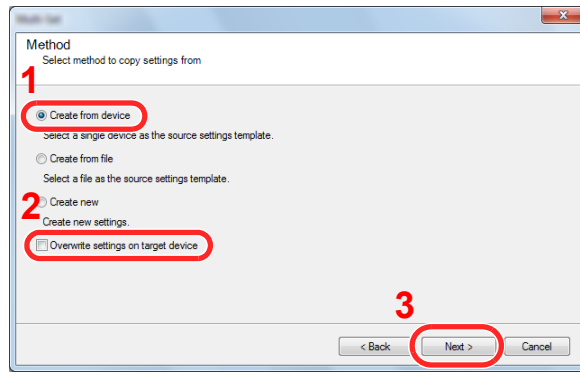 Multi-Set
Method
Select method to copy settings from
1
Create from device
Select a single device as the source settings template.
Create from file
Select a file as the source settings template.
2
Create new
Create new settings.
Overwrite settings on target device
3
< Back
Next >
Cancel